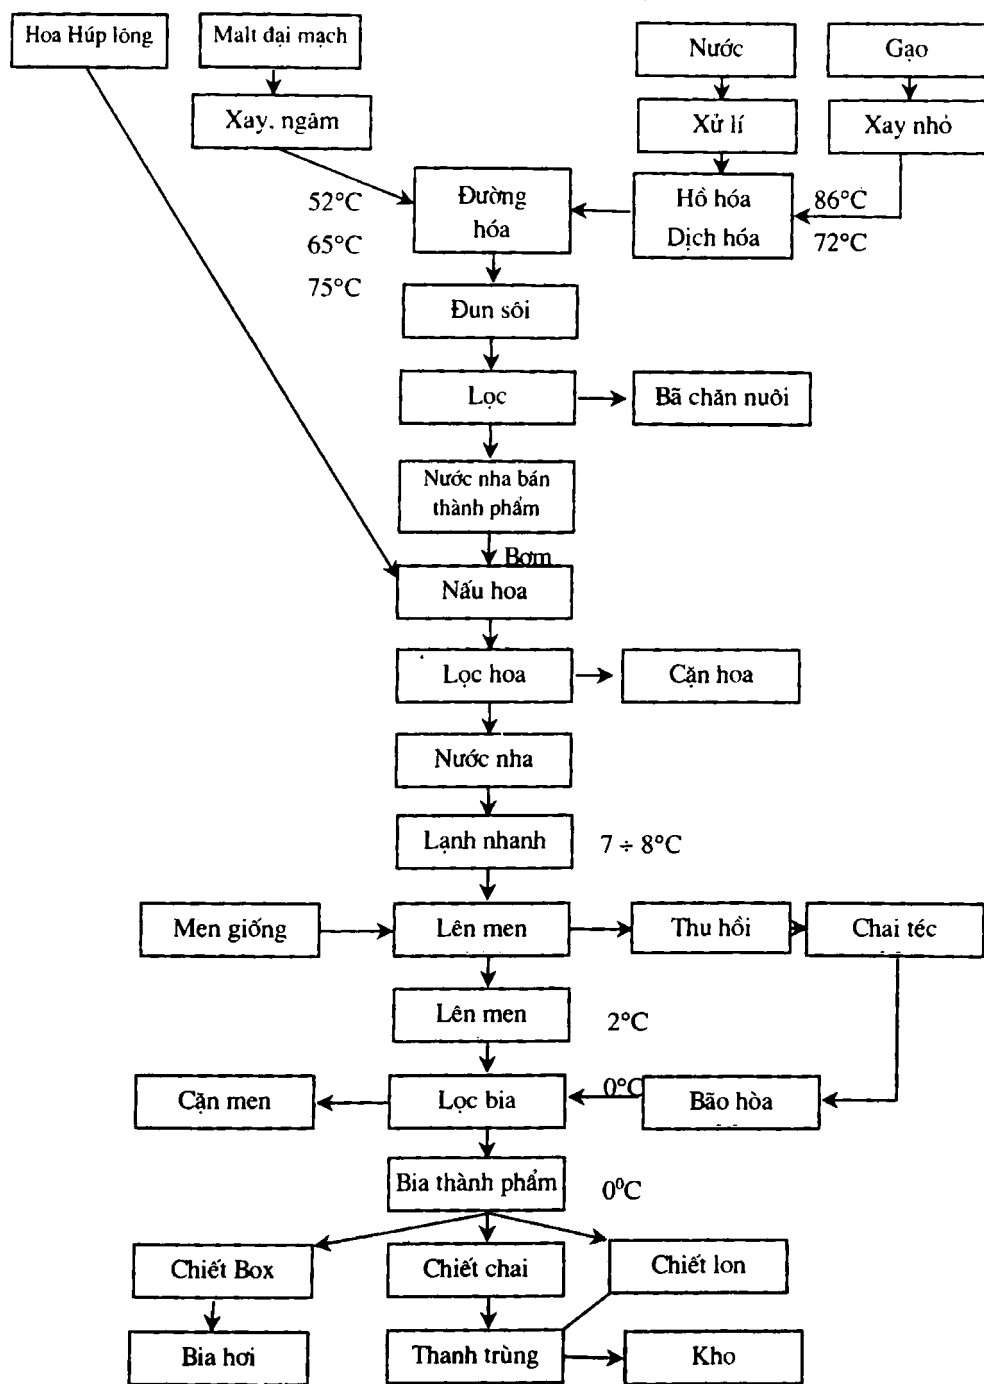 Hoa Húp lông
Malt đại mạch
Nước
Gạo
Xay. ngâm
Xử lí
Xay nhỏ
52°C
65°C
75°C
Đường
hóa
Hồ hóa
Dịch hóa
86°C
72°C
Đun sôi
Lọc
Bã chăn nuôi
Nước nha bán
thành phẩm
Bơm
Nấu hoa
Lọc hoa
Cặn hoa
Nước nha
Lạnh nhanh
7 ÷ 8°C
Men giống
Lên men
Thu hồi
Chai téc
Lên men
2°C
Cặn men
Lọc bia
0°C
Bão hòa
Bia thành phẩm
0⁰C
Chiết Box
Chiết chai
Chiết lon
Bia hơi
Thanh trùng
Kho